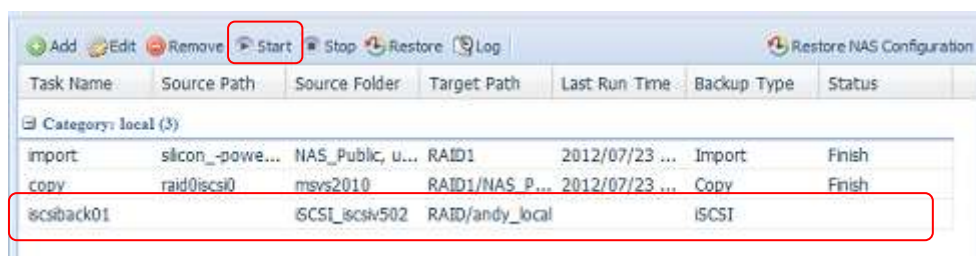 Add Edit Remove Start Stop Restore Log Restore NAS Configuration
Task Name Source Path Source Folder Target Path Last Run Time Backup Type Status
Category: local (3)
import silicon_-powe... NAS_Public, u... RAID1 2012/07/23 ... Import Finish
copy raid0iscsi0 msvs2010 RAID1/NAS_P... 2012/07/23 ... Copy Finish
iscsiback01 iSCSI_iscsiv502 RAID/andy_local iSCSI